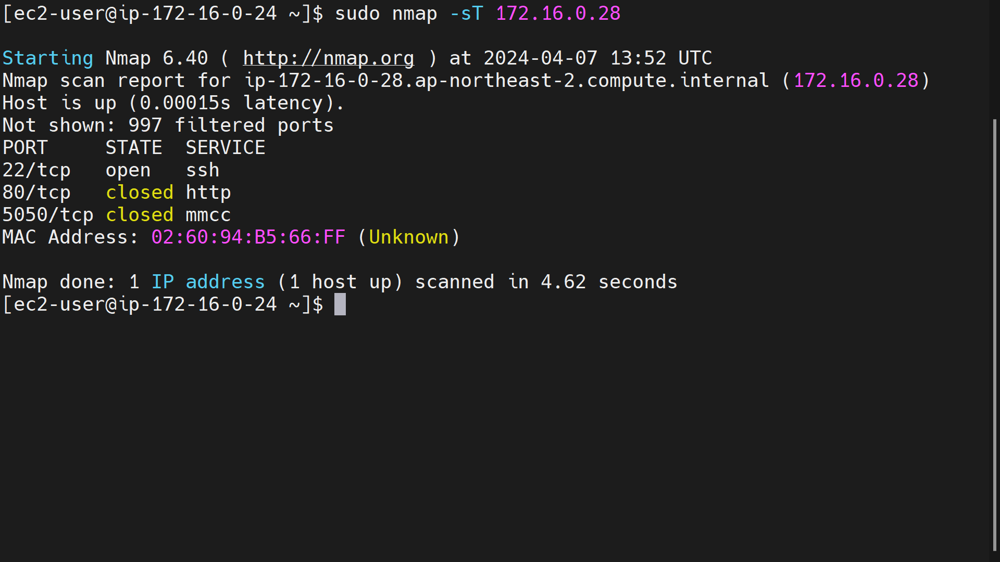 [ec2-user@ip-172-16-0-24 ~]$ sudo nmap -sT 172.16.0.28
Starting Nmap 6.40 ( http://nmap.org ) at 2024-04-07 13:52 UTC
Nmap scan report for ip-172-16-0-28.ap-northeast-2.compute.internal (172.16.0.28)
Host is up (0.00015s latency).
Not shown: 997 filtered ports
PORT     STATE  SERVICE
22/tcp   open   ssh
80/tcp   closed http
5050/tcp closed mmcc
MAC Address: 02:60:94:B5:66:FF (Unknown)
Nmap done: 1 IP address (1 host up) scanned in 4.62 seconds
[ec2-user@ip-172-16-0-24 ~]$